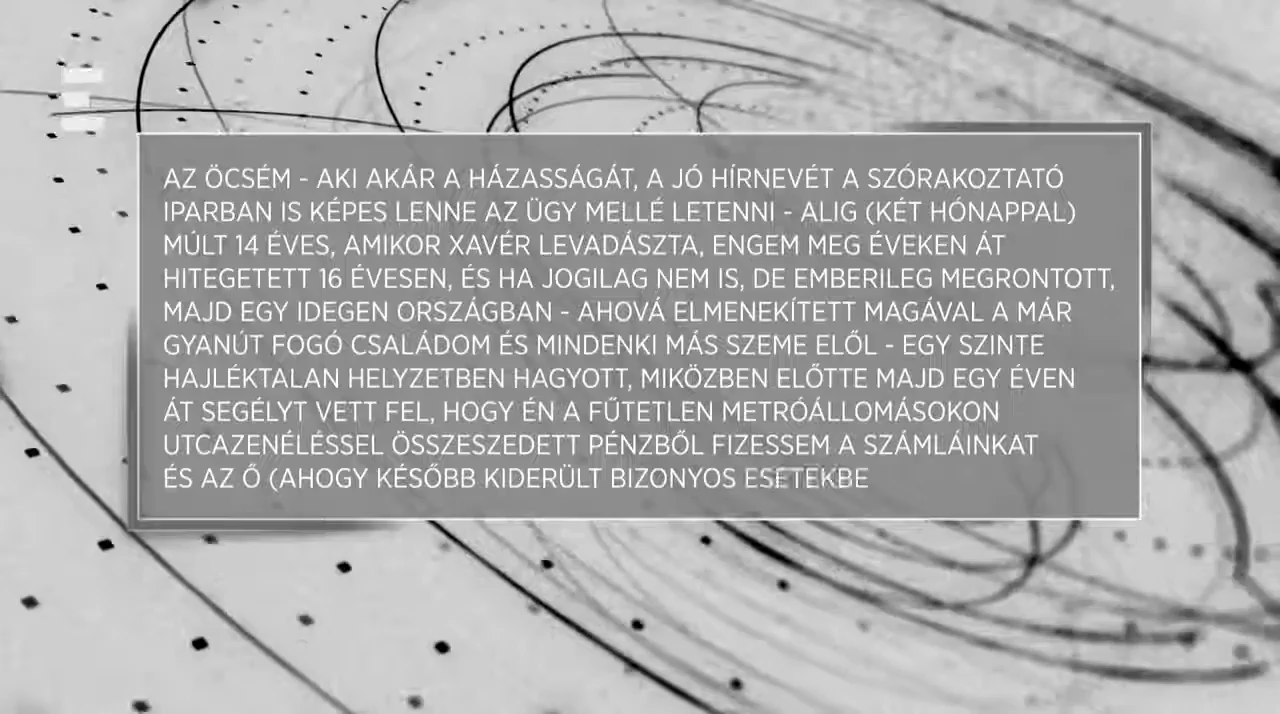 AZ ÖCSÉM - AKI AKÁR A HÁZASSÁGÁT, A JÓ HÍRNEVÉT A SZÓRAKOZTATÓ
IPARBAN IS KÉPES LENNE AZ ÜGY MELLÉ LETENNI - ALIG (KÉT HÓNAPPAL)
MÚLT 14 ÉVES, AMIKOR XAVÉR LEVADÁSZTA, ENGEM MEG ÉVEKEN ÁT
HITEGETETT 16 ÉVESEN, ÉS HA JOGILAG NEM IS, DE EMBERILEG MEGRONTOTT,
MAJD EGY IDEGEN ORSZÁGBAN - AHOVÁ ELMENEKÍTETT MAGÁVAL A MÁR
GYANÚT FOGÓ CSALÁDOM ÉS MINDENKI MÁS SZEME ELŐL - EGY SZINTE
HAJLÉKTALAN HELYZETBEN HAGYOTT, MIKÖZBEN ELŐTTE MAJD EGY ÉVEN
ÁT SEGÉLYT VETT FEL, HOGY ÉN A FŰTETLEN METRÓÁLLOMÁSOKON
UTCAZENÉLÉSSEL ÖSSZESZEDETT PÉNZBŐL FIZESSEM A SZÁMLÁINKAT
ÉS AZ Ő (AHOGY KÉSŐBB KIDERÜLT BIZONYOS ESETEKBE